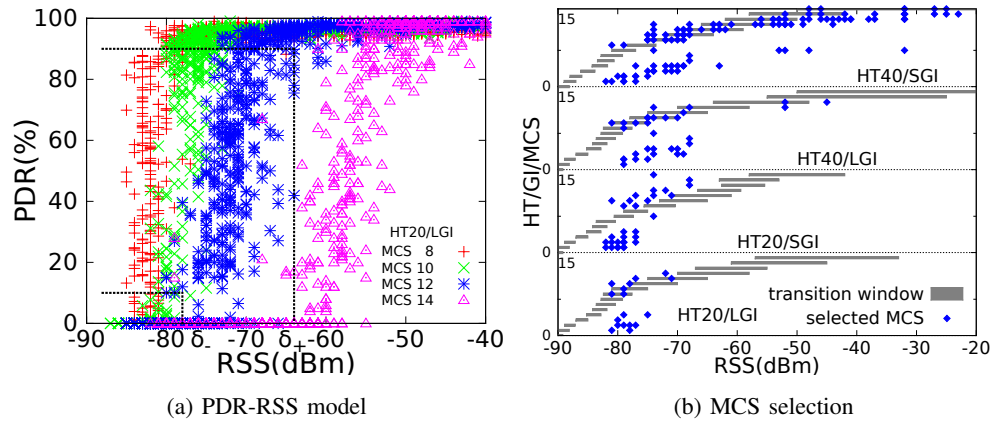 100
80
60
40
20
0
PDR(%)
HT20/LGI
MCS 8
MCS 10
MCS 12
MCS 14
-90 -80 -70 -60 -50 -40
RSS(dBm)
(a) PDR-RSS model
HT/GI/MCS
15
0
HT40/SGI
15
0
HT40/LGI
15
0
HT20/SGI
15
0
HT20/LGI
transition window
selected MCS
-90 -80 -70 -60 -50 -40 -30 -20
RSS(dBm)
(b) MCS selection